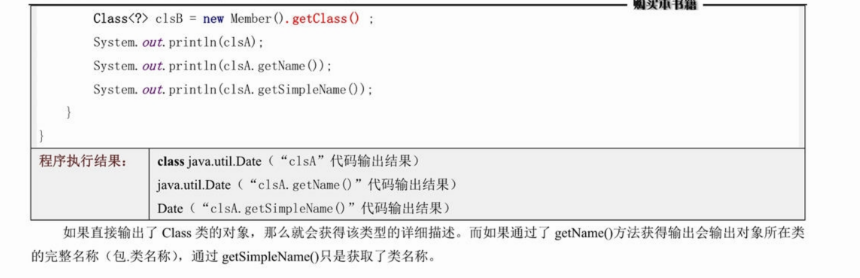 购买本书籍
Class<?> clsB = new Member().getClass() ;
System.out.println(clsA);
System.out.println(clsA.getName());
System.out.println(clsA.getSimpleName());
}
}
程序执行结果： class java.util.Date（“clsA”代码输出结果）
java.util.Date（“clsA.getName()”代码输出结果）
Date（“clsA.getSimpleName()”代码输出结果）
如果直接输出了 Class 类的对象，那么就会获得该类型的详细描述。而如果通过了 getName()方法获得输出会输出对象所在类
的完整名称（包.类名称），通过 getSimpleName()只是获取了类名称。